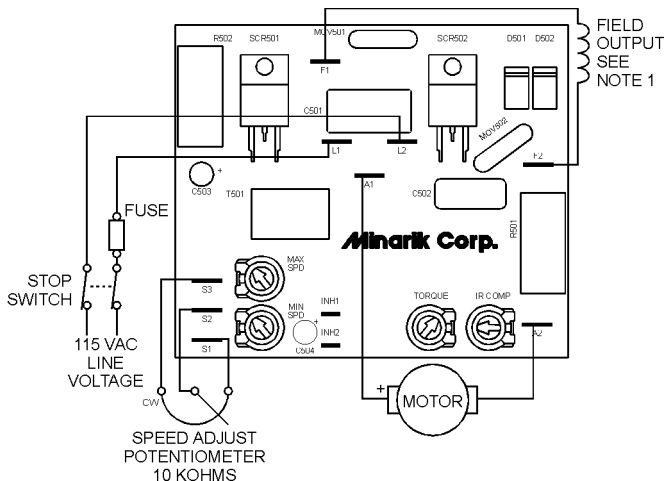 R502
SCR501
MOV501
SCR502
D501
D502
FIELD
OUTPUT
SEE
NOTE 1
F1
C501
MOV502
L1
L2
F2
A1
C503
+
T501
C502
R501
FUSE
Minarik Corp.
MAX
SPD
STOP
SWITCH
S3
S2
S1
MIN
SPD
INH1
INH2
+
C504
TORQUE
IR COMP
A2
115 VAC
LINE
VOLTAGE
CW
+
MOTOR
SPEED ADJUST
POTENTIOMETER
10 KOHMS